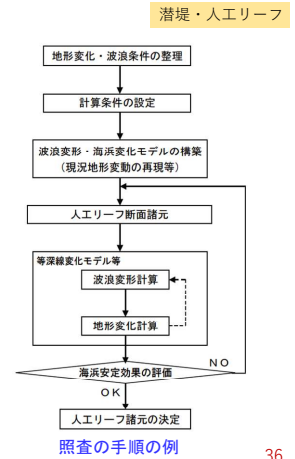 潜堤・人工リーフ
地形変化・波浪条件の整理
計算条件の設定
波浪変形・海浜変化モデルの構築
（現況地形変動の再現等）
人工リーフ断面諸元
等深線変化モデル等
波浪変形計算
地形変化計算
海浜安定効果の評価
NO
OK
人工リーフ諸元の決定
照査の手順の例
36